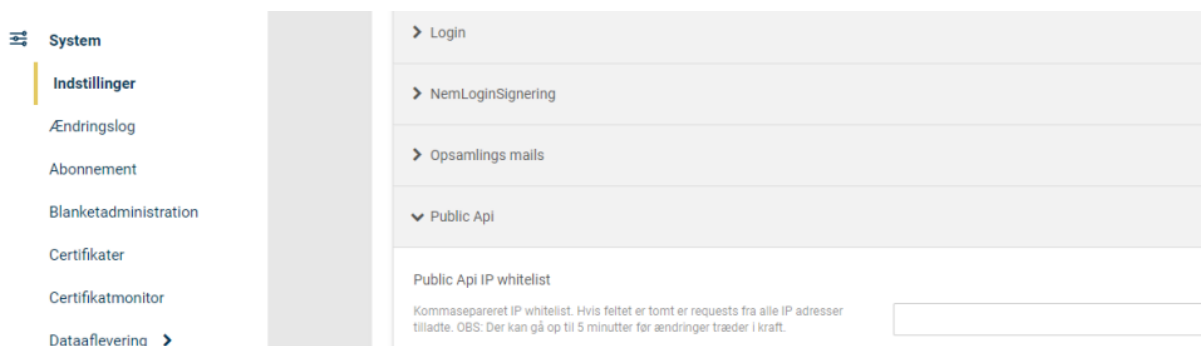 System
Indstillinger
Ændringslog
Abonnement
Blanketadministration
Certifikater
Certifikatmonitor
Dataaflevering
Login
NemLoginSignering
Opsamlings mails
Public Api
Public Api IP whitelist
Kommasepareret IP whitelist. Hvis feltet er tomt er requests fra alle IP adresser
tilladte. OBS: Der kan gå op til 5 minutter før ændringer træder i kraft.